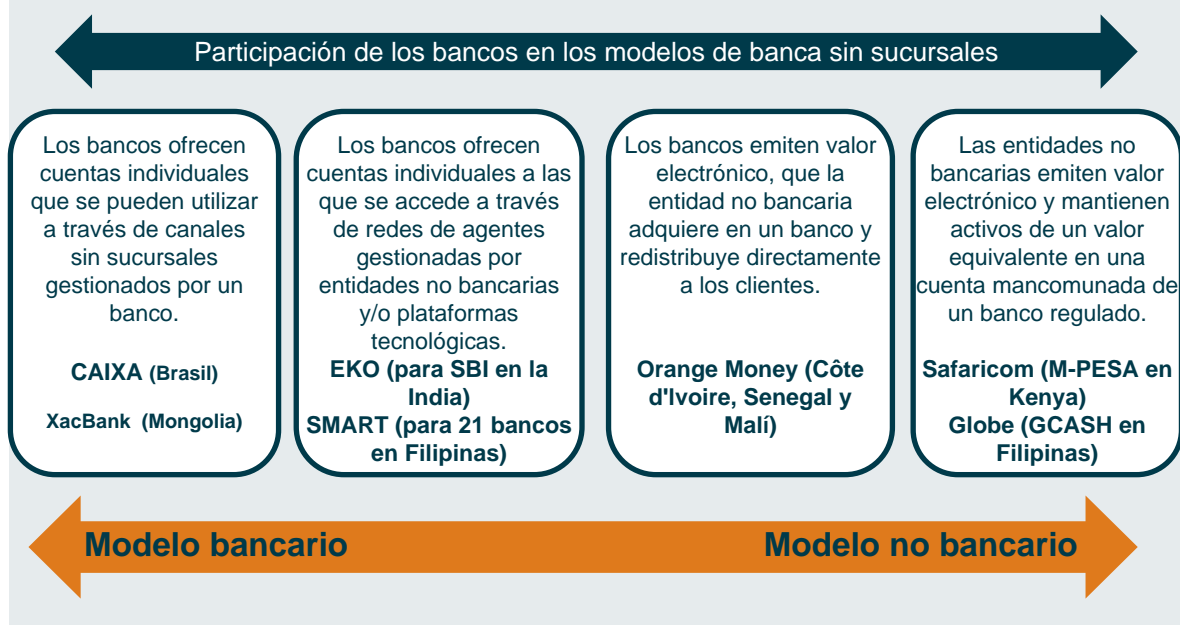 Participación de los bancos en los modelos de banca sin sucursales
Los bancos ofrecen
cuentas individuales
que se pueden utilizar
a través de canales
sin sucursales
gestionados por un
banco.
CAIXA (Brasil)
XacBank (Mongolia)
Los bancos ofrecen
cuentas individuales a las
que se accede a través
de redes de agentes
gestionadas por
entidades no bancarias
y/o plataformas
tecnológicas.
EKO (para SBI en la
India)
SMART (para 21 bancos
en Filipinas)
Los bancos emiten valor
electrónico, que la
entidad no bancaria
adquiere en un banco y
redistribuye directamente
a los clientes.
Orange Money (Côte
d'Ivoire, Senegal y
Malí)
Las entidades no
bancarias emiten valor
electrónico y mantienen
activos de un valor
equivalente en una
cuenta mancomunada de
un banco regulado.
Safaricom (M-PESA en
Kenya)
Globe (GCASH en
Filipinas)
Modelo bancario
Modelo no bancario